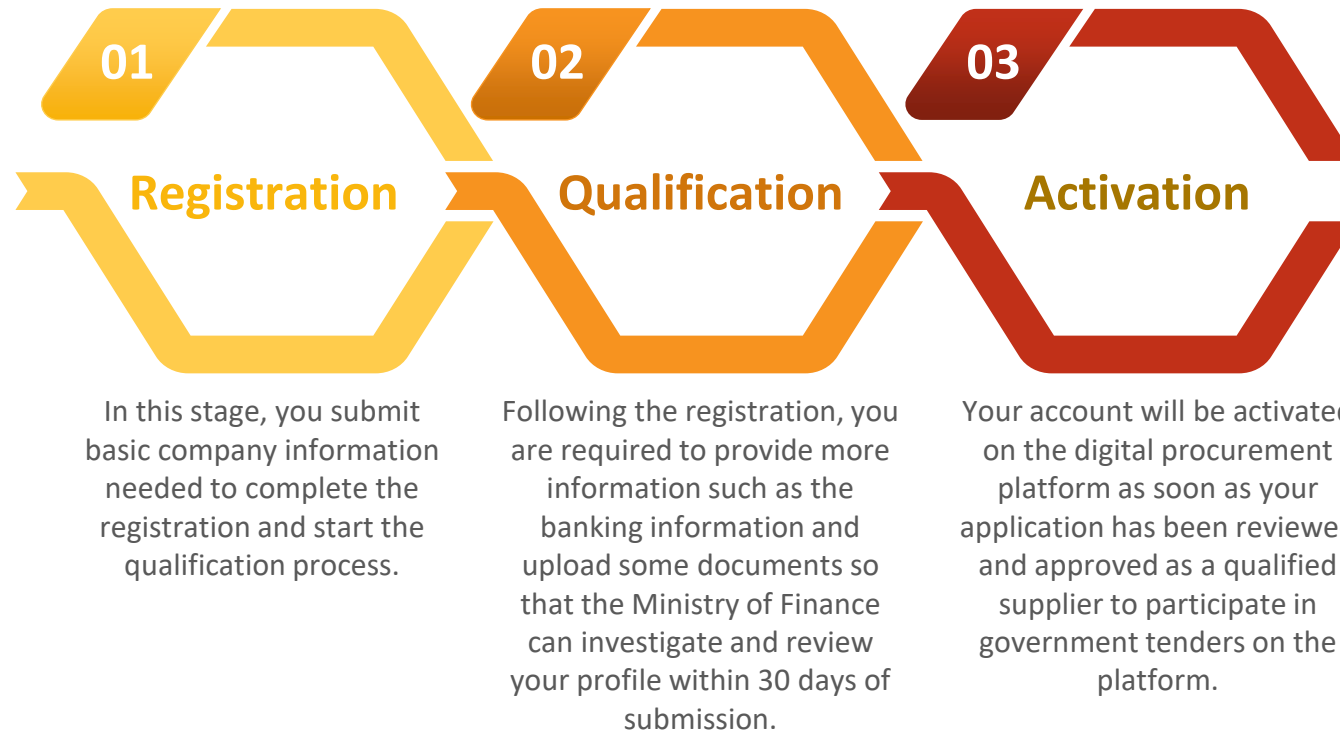 01
Registration
In this stage, you submit
basic company information
needed to complete the
registration and start the
qualification process.
02
Qualification
Following the registration, you
are required to provide more
information such as the
banking information and
upload some documents so
that the Ministry of Finance
can investigate and review
your profile within 30 days of
submission.
03
Activation
Your account will be activated
on the digital procurement
platform as soon as your
application has been reviewe
and approved as a qualified
supplier to participate in
government tenders on the
platform.